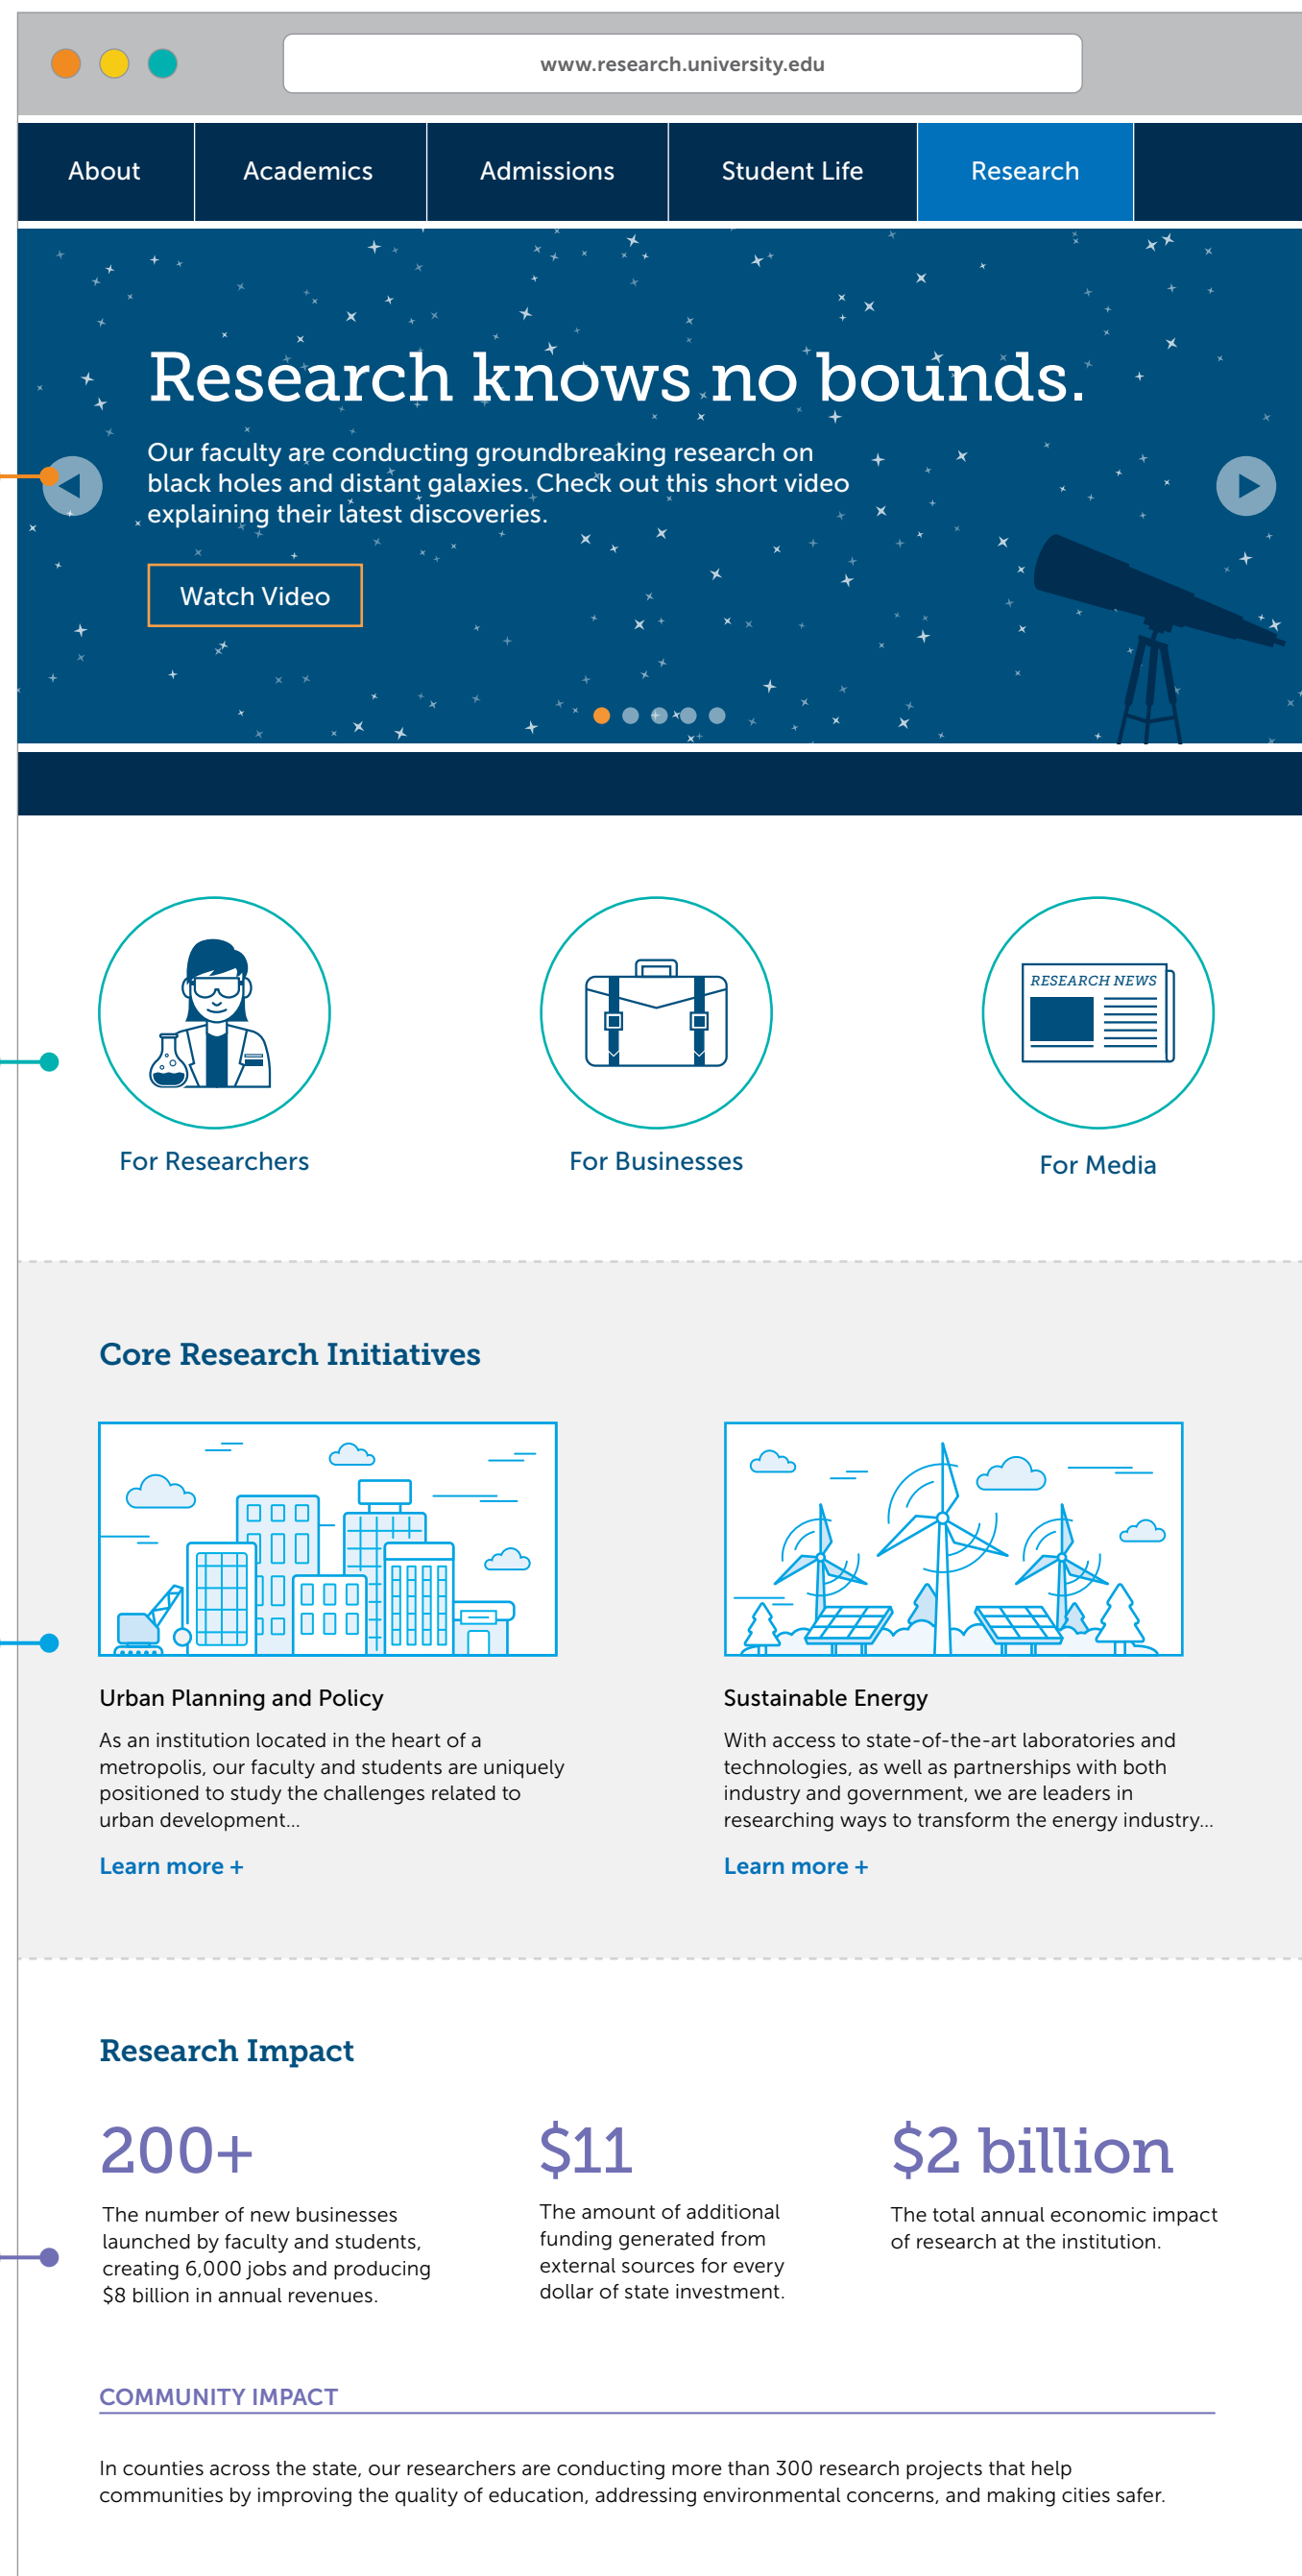 www.research.university.edu
About
Academics
Admissions
Student Life
Research
Research knows no bounds.
Our faculty are conducting groundbreaking research on
black holes and distant galaxies. Check out this short video
explaining their latest discoveries.
Watch Video
RESEARCH NEWS
For Researchers
For Businesses
For Media
Core Research Initiatives
Urban Planning and Policy
As an institution located in the heart of a
metropolis, our faculty and students are uniquely
positioned to study the challenges related to
urban development...
Learn more +
Sustainable Energy
With access to state-of-the-art laboratories and
technologies, as well as partnerships with both
industry and government, we are leaders in
researching ways to transform the energy industry...
Learn more +
Research Impact
200+
The number of new businesses
launched by faculty and students,
creating 6,000 jobs and producing
$8 billion in annual revenues.
$11
The amount of additional
funding generated from
external sources for every
dollar of state investment.
$2 billion
The total annual economic impact
of research at the institution.
COMMUNITY IMPACT
In counties across the state, our researchers are conducting more than 300 research projects that help
communities by improving the quality of education, addressing environmental concerns, and making cities safer.